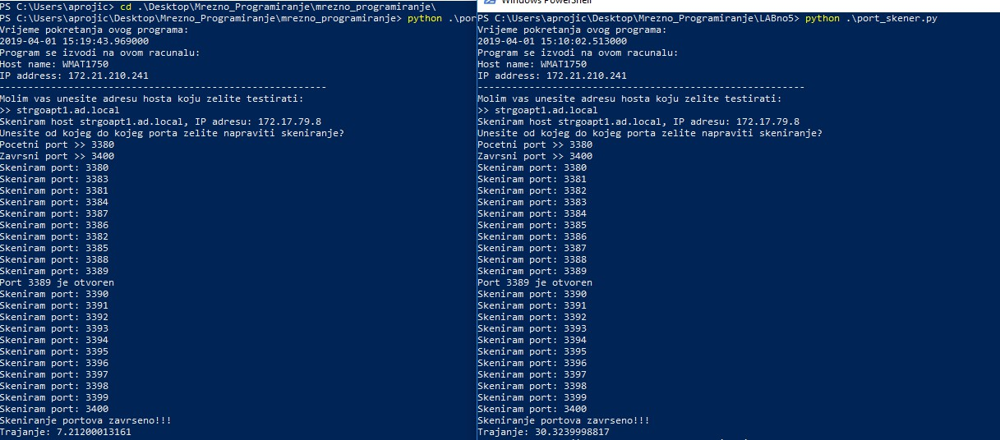 PS C:\Users\aprojic> cd .\Desktop\Mrezno_Programiranje\mrezno_programiranje\
PS C:\Users\aprojic\Desktop\Mrezno_Programiranje\mrezno_programiranje> python .\por
Vrijeme pokretanja ovog programa:
2019-04-01 15:19:43.969000
Program se izvodi na ovom racunalu:
Host name: WMAT1750
IP address: 172.21.210.241
---------------------------------------------------------
Molim vas unesite adresu hosta koju zelite testirati:
>> strgoapt1.ad.local
Skeniram host strgoapt1.ad.local, IP adresu: 172.17.79.8
Unesite od kojeg do kojeg porta zelite napraviti skeniranje?
Pocetni port >> 3380
Zavrsni port >> 3400
Skeniram port: 3380
Skeniram port: 3383
Skeniram port: 3381
Skeniram port: 3384
Skeniram port: 3387
Skeniram port: 3386
Skeniram port: 3382
Skeniram port: 3385
Skeniram port: 3388
Skeniram port: 3389
Port 3389 je otvoren
Skeniram port: 3390
Skeniram port: 3391
Skeniram port: 3392
Skeniram port: 3393
Skeniram port: 3394
Skeniram port: 3395
Skeniram port: 3396
Skeniram port: 3397
Skeniram port: 3398
Skeniram port: 3399
Skeniram port: 3400
Skeniranje portova zavrseno!!!
Trajanje: 7.21200013161
Windows PowerShell
PS C:\Users\aprojic\Desktop\Mrezno_Programiranje\LABno5> python .\port_skener.py
Vrijeme pokretanja ovog programa:
2019-04-01 15:10:02.513000
Program se izvodi na ovom racunalu:
Host name: WMAT1750
IP address: 172.21.210.241
---------------------------------------------------------
Molim vas unesite adresu hosta koju zelite testirati:
>> strgoapt1.ad.local
Skeniram host strgoapt1.ad.local, IP adresu: 172.17.79.8
Unesite od kojeg do kojeg porta zelite napraviti skeniranje?
Pocetni port >> 3380
Zavrsni port >> 3400
Skeniram port: 3380
Skeniram port: 3381
Skeniram port: 3382
Skeniram port: 3383
Skeniram port: 3384
Skeniram port: 3385
Skeniram port: 3386
Skeniram port: 3387
Skeniram port: 3388
Skeniram port: 3389
Port 3389 je otvoren
Skeniram port: 3390
Skeniram port: 3391
Skeniram port: 3392
Skeniram port: 3393
Skeniram port: 3394
Skeniram port: 3395
Skeniram port: 3396
Skeniram port: 3397
Skeniram port: 3398
Skeniram port: 3399
Skeniram port: 3400
Skeniranje portova zavrseno!!!
Trajanje: 30.3239998817